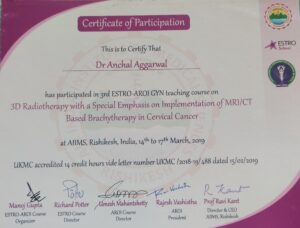 Certificate of Participation
ESTRO
School
This is to Certify That
Dr Anchal Aggarwal
has participated in 3rd ESTRO-AROI GYN teaching course on
3D Radiotherapy with a Special Emphasis on Implementation of MRI/CT
Based Brachytherapy in Cervical Cancer
at AIIMS, Rishikesh, India, 14th to 17th March, 2019
UKMC accredited 14 credit hours vide letter number UKMC /2018-19/488 dated 15/02/2019
Manoj Gupta
ESTRO-AROI Course
Organizer
Richard Potter
ESTRO Course
Director
Umesh Mahantshetty
AROI Course
Director
Rajesh Vashistha
AROI
President
Prof Ravi Kant
Director & CEO
AIIMS, Rishikesh